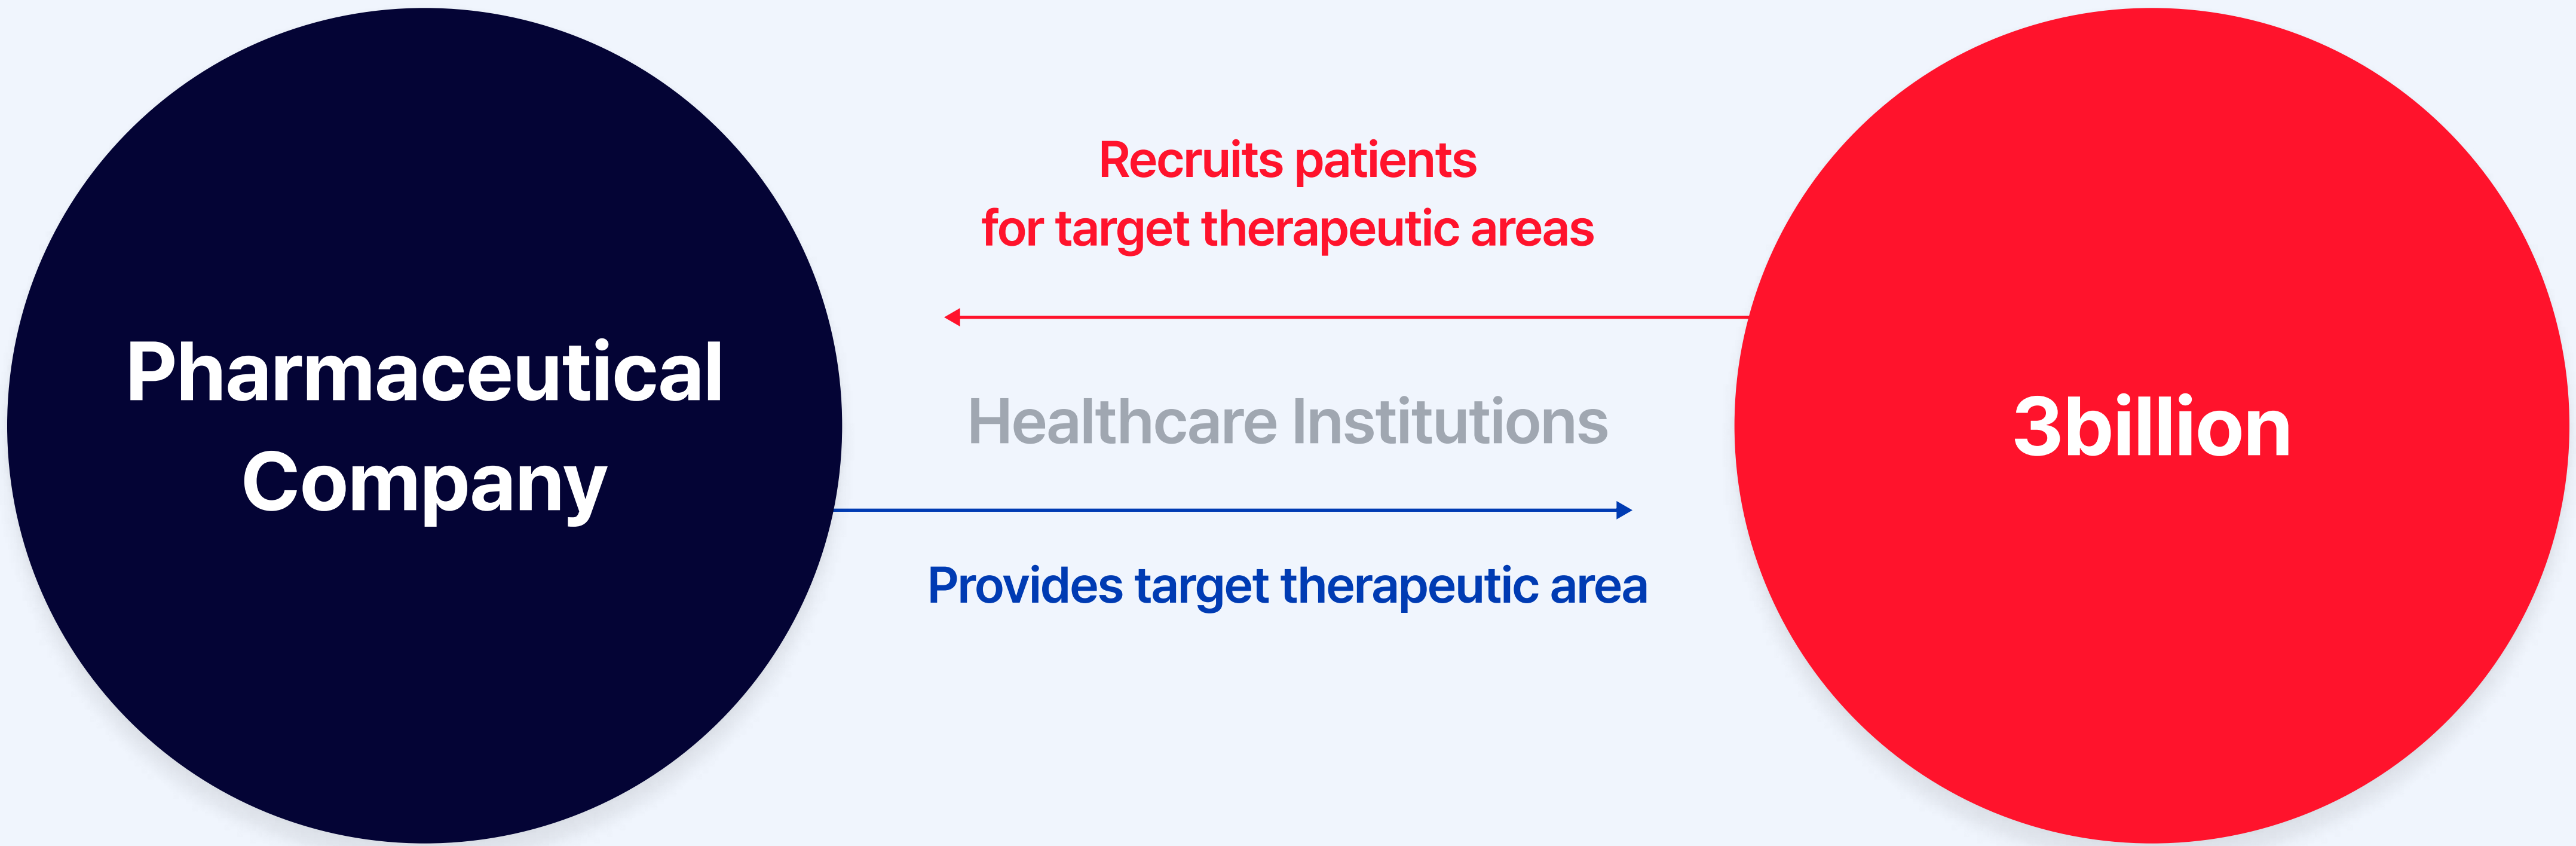 Pharmaceutical
Company
Recruits patients
for target therapeutic areas
Healthcare Institutions
Provides target therapeutic area
3billion